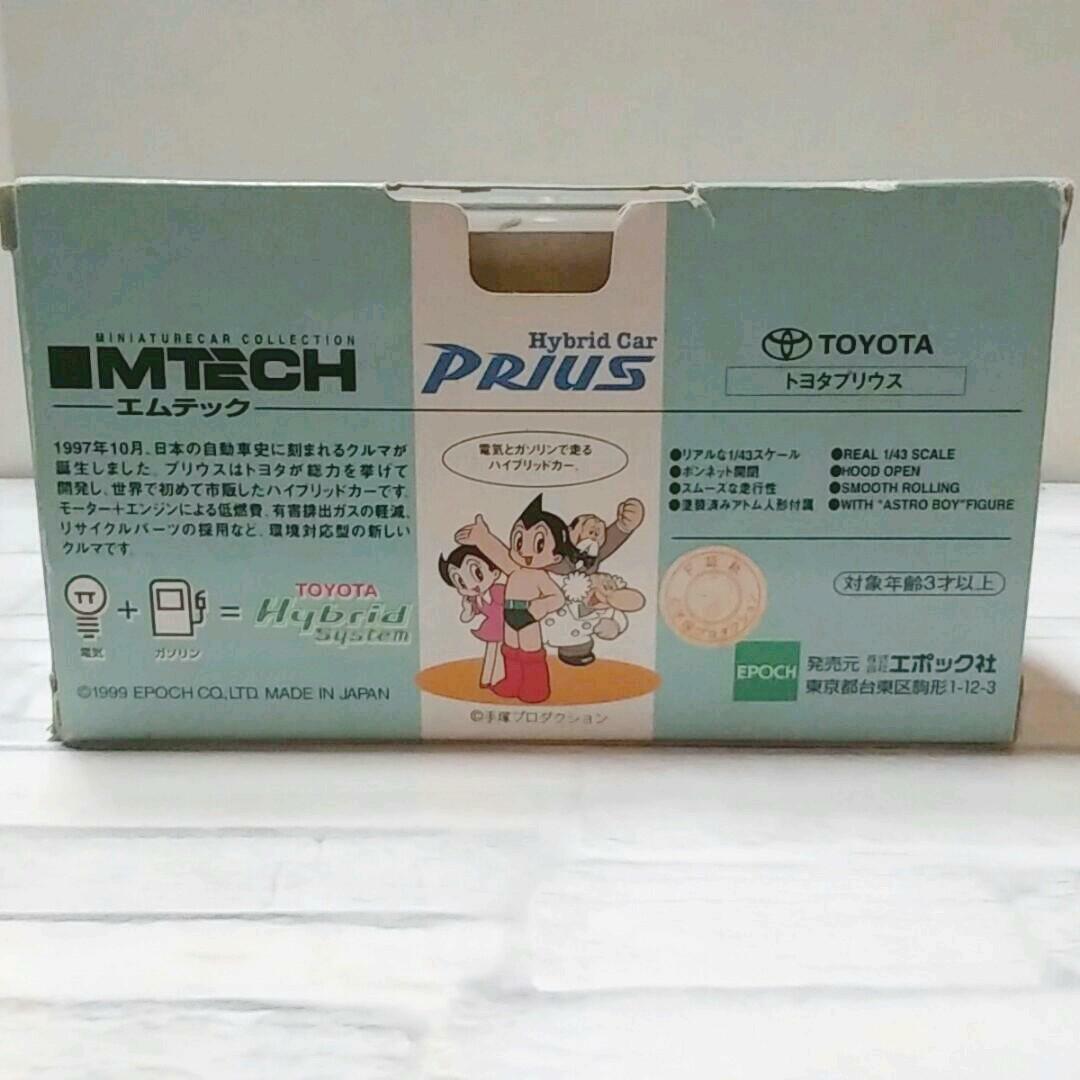 MINIATURECAR COLLECTION
MTECH
エムテック
1997年10月、日本の自動車史に刻まれるクルマが
誕生しました。プリウスはトヨタが総力を挙げて
開発し、世界で初めて市販したハイブリッドカーです。
モーター+エンジンによる低燃費、有害排出ガスの軽減、
リサイクルパーツの採用など、環境対応型の新しい
クルマです。
+ = TOYOTA
Hybrid
System
電気 ガソリン
©1999 EPOCH CO.,LTD. MADE IN JAPAN
Hybrid Car
PRIUS
電気とガソリンで走る
ハイブリッドカー。
©手塚プロダクション
TOYOTA
トヨタプリウス
●リアルな1/43スケール
●ボンネット開閉
●スムーズな走行性
●塗装済みアトム人形付属
●REAL 1/43 SCALE
●HOOD OPEN
●SMOOTH ROLLING
●WITH "ASTRO BOY"FIGURE
対象年齢3才以上
EPOCH 発売元 株式会社 エポック社
東京都台東区駒形1-12-3